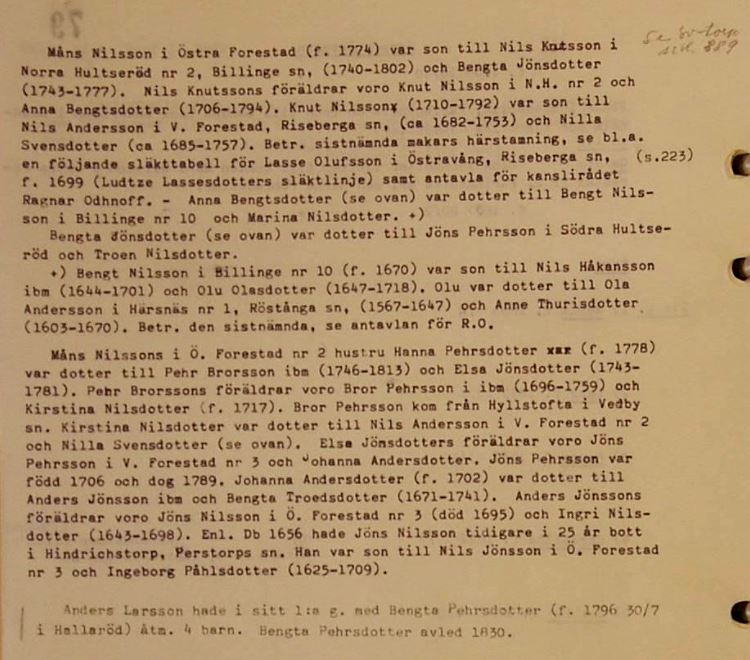 Måns Nilsson i Östra Forestad (f. 1774) var son till Nils Knutsson i
Norra Hultseröd nr 2, Billinge sn, (1740-1802) och Bengta Jönsdotter
(1743-1777). Nils Knutssons föräldrar voro Knut Nilsson i N.H. nr 2 och
Anna Bengtsdotter (1706-1794). Knut Nilsson (1710-1792) var son till
Nils Andersson i V. Forestad, Riseberga sn, (ca 1682-1753) och Nilla
Svensdotter (ca 1685-1757). Betr. sistnämnda makars härstamning, se bl.a.
en följande släkttabell för Lasse Olufsson i Östravång, Riseberga sn, (s.223)
f. 1699 (Ludtze Lassesdotters släktlinje) samt antavla för kanslirådet
Ragnar Odhnoff. - Anna Bengtsdotter (se ovan) var dotter till Bengt Nils-
son i Billinge nr 10 och Marina Nilsdotter. +)
Bengta Jönsdotter (se ovan) var dotter till Jöns Pehrsson i Södra Hultse-
röd och Troen Nilsdotter.
+) Bengt Nilsson i Billinge nr 10 (f. 1670) var son till Nils Håkansson
ibm (1644-1701) och Olu Olasdotter (1647-1718). Olu var dotter till Ola
Andersson i Härsnäs nr 1, Röstånga sn, (1567-1647) och Anne Thurisdotter
(1603-1670). Betr. den sistnämnda, se antavlan för R.O.
Måns Nilssons i Ö. Forestad nr 2 hustru Hanna Pehrsdotter xxx (f. 1778)
var dotter till Pehr Brorsson ibm (1746-1813) och Elsa Jönsdotter (1743-
1781). Pehr Brorssons föräldrar voro Bror Pehrsson i ibm (1696-1759) och
Kirstina Nilsdotter (f. 1717). Bror Pehrsson kom från Hyllstofta i Vedby
sn. Kirstina Nilsdotter var dotter till Nils Andersson i V. Forestad nr 2
och Nilla Svensdotter (se ovan). Elsa Jönsdotters föräldrar voro Jöns
Pehrsson i V. Forestad nr 3 och Johanna Andersdotter. Jöns Pehrsson var
född 1706 och dog 1789. Johanna Andersdotter (f. 1702) var dotter till
Anders Jönsson ibm och Bengta Troedsdotter (1671-1741). Anders Jönssons
föräldrar voro Jöns Nilsson i Ö. Forestad nr 3 (död 1695) och Ingri Nils-
dotter (1643-1698). Enl. Db 1656 hade Jöns Nilsson tidigare i 25 år bott
i Hindrichstorp, Perstorps sn. Han var son till Nils Jönsson i Ö. Forestad
nr 3 och Ingeborg Påhlsdotter (1625-1709).
Anders Larsson hade i sitt 1:a g. med Bengta Pehrsdotter (f. 1796 30/7
i Hallaröd) åtm. 4 barn. Bengta Pehrsdotter avled 1830.